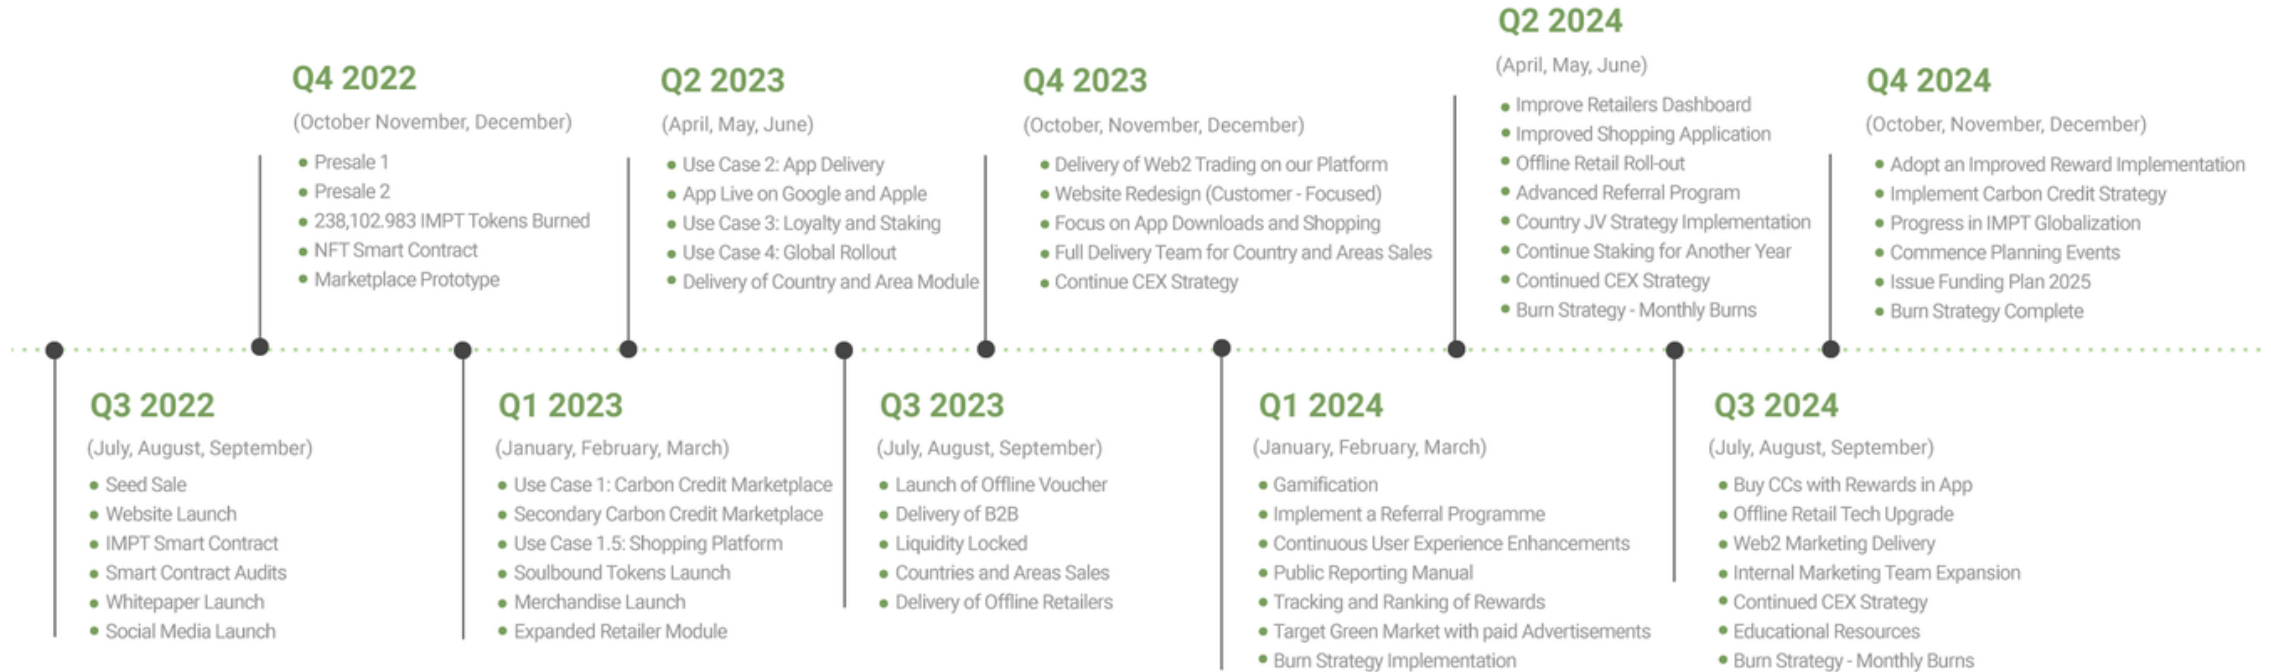 Q3 2022
(July, August, September)
Seed Sale
Website Launch
IMPT Smart Contract
Smart Contract Audits
Whitepaper Launch
Social Media Launch
Q4 2022
(October November, December)
Presale 1
Presale 2
238,102.983 IMPT Tokens Burned
NFT Smart Contract
Marketplace Prototype
Q1 2023
(January, February, March)
Use Case 1: Carbon Credit Marketplace
Secondary Carbon Credit Marketplace
Use Case 1.5: Shopping Platform
Soulbound Tokens Launch
Merchandise Launch
Expanded Retailer Module
Q2 2023
(April, May, June)
Use Case 2: App Delivery
App Live on Google and Apple
Use Case 3: Loyalty and Staking
Use Case 4: Global Rollout
Delivery of Country and Area Module
Q3 2023
(July, August, September)
Launch of Offline Voucher
Delivery of B2B
Liquidity Locked
Countries and Areas Sales
Delivery of Offline Retailers
Q4 2023
(October, November, December)
Delivery of Web2 Trading on our Platform
Website Redesign (Customer - Focused)
Focus on App Downloads and Shopping
Full Delivery Team for Country and Areas Sales
Continue CEX Strategy
Q1 2024
(January, February, March)
Gamification
Implement a Referral Programme
Continuous User Experience Enhancements
Public Reporting Manual
Tracking and Ranking of Rewards
Target Green Market with paid Advertisements
Burn Strategy Implementation
Q2 2024
(April, May, June)
Improve Retailers Dashboard
Improved Shopping Application
Offline Retail Roll-out
Advanced Referral Program
Country JV Strategy Implementation
Continue Staking for Another Year
Continued CEX Strategy
Burn Strategy - Monthly Burns
Q3 2024
(July, August, September)
Buy CCs with Rewards in App
Offline Retail Tech Upgrade
Web2 Marketing Delivery
Internal Marketing Team Expansion
Continued CEX Strategy
Educational Resources
Burn Strategy - Monthly Burns
Q4 2024
(October, November, December)
Adopt an Improved Reward Implementation
Implement Carbon Credit Strategy
Progress in IMPT Globalization
Commence Planning Events
Issue Funding Plan 2025
Burn Strategy Complete